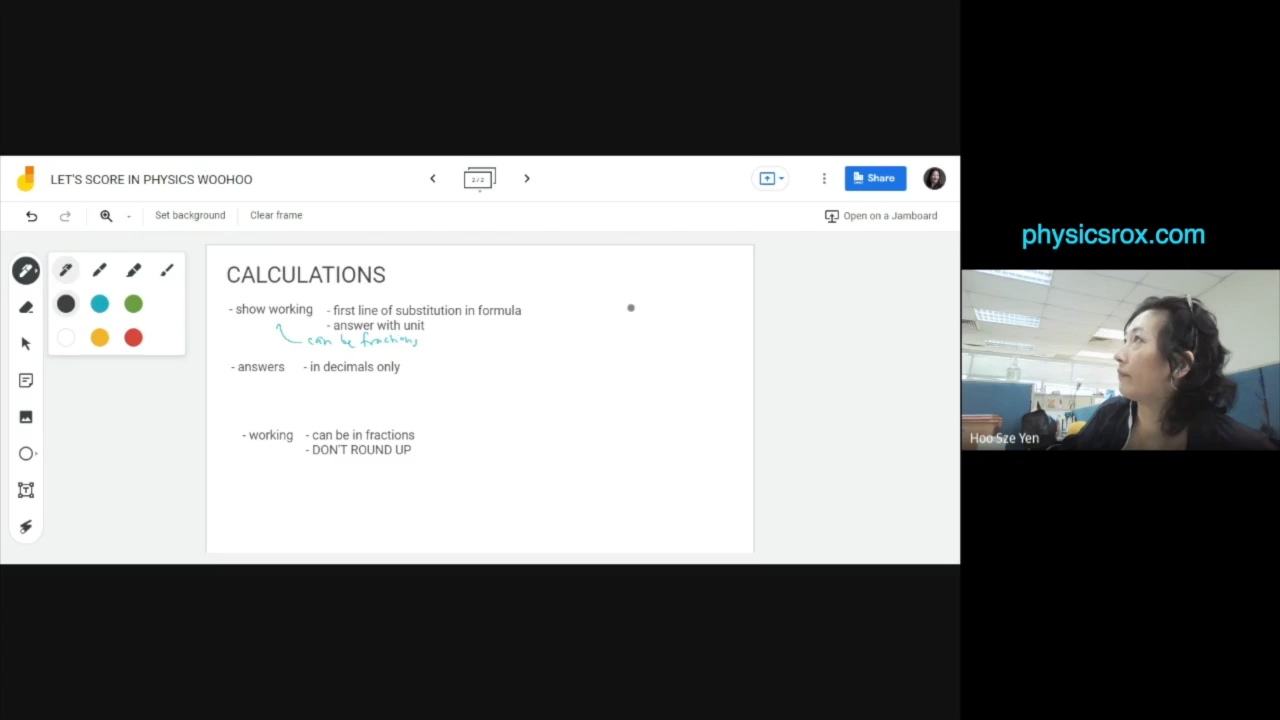 LET'S SCORE IN PHYSICS WOOHOO
2 / 2
Share
Set background
Clear frame
Open on a Jamboard
CALCULATIONS
- show working - first line of substitution in formula
- answer with unit
can be fractions
- answers - in decimals only
- working - can be in fractions
- DON'T ROUND UP
physicsrox.com
Hoo Sze Yen